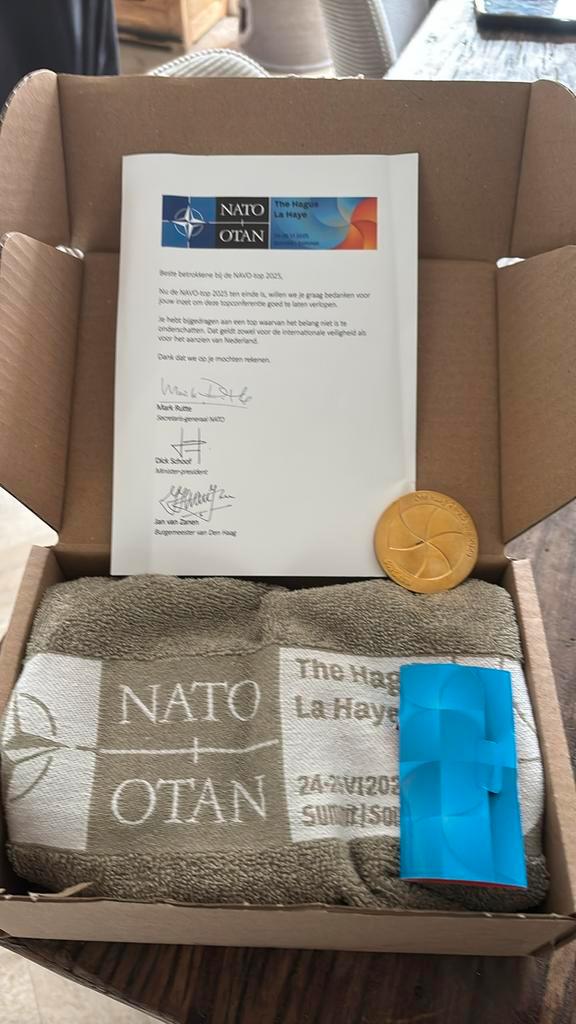 NATO
OTAN
The Hague
La Haye
Beste betrokkene bij de NAVO-top 2025,
Nu de NAVO-top 2025 ten einde is, willen we je graag bedanken voor
jouw inzet om deze topconferentie goed te laten verlopen.
Je hebt bijgedragen aan een top waarvan het belang niet is te
onderschatten. Dat geldt zowel voor de internationale veiligheid als
voor het aanzien van Nederland.
Dank dat we op je mochten rekenen.
Mark Rutte
Secretaris-generaal NATO
Dick Schoof
Minister-president
Jan van Zanen
Burgemeester van Den Haag
NATO
OTAN
The Hag
La Haye
Summit|So